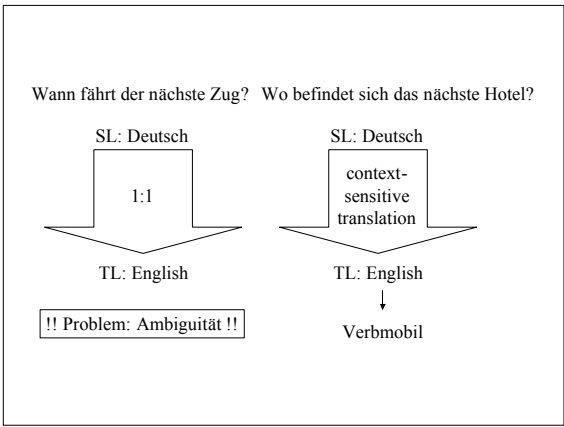 Wann fährt der nächste Zug?
SL: Deutsch
1:1
TL: English
!! Problem: Ambiguität !!
Wo befindet sich das nächste Hotel?
SL: Deutsch
context-
sensitive
translation
TL: English
Verbmobil